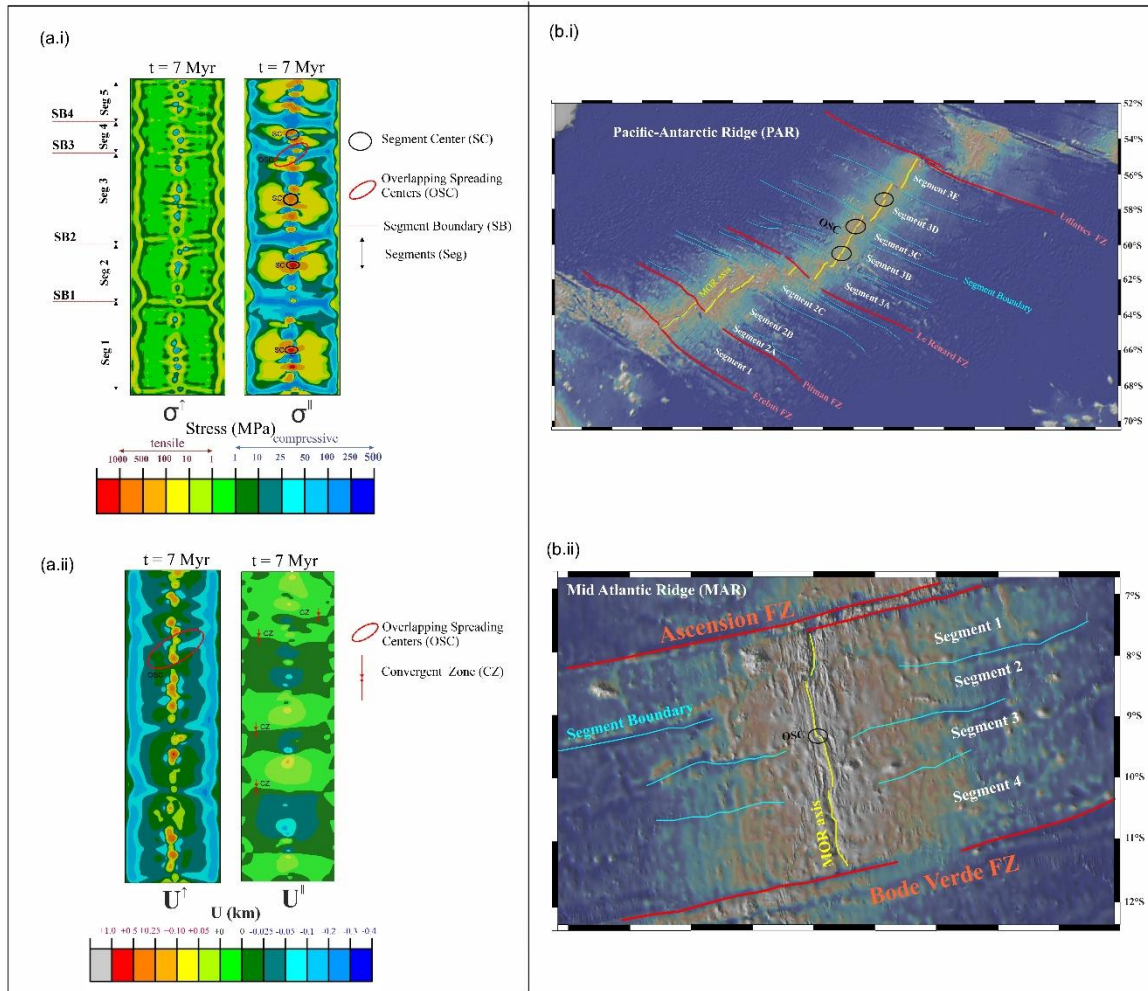 (a.i)
t = 7 Myr
t = 7 Myr
Seg 5
SB4
Seg 4
SB3
Seg 3
SB2
Seg 2
SB1
Seg 1
SC
OSC
SC
SC
SC
Segment Center (SC)
Overlapping Spreading
Centers (OSC)
Segment Boundary (SB)
Segments (Seg)
σ↑
σ||
Stress (MPa)
tensile
compressive
1000 500 100 10 1 1 10 25 50 100 250 500
(a.ii)
t = 7 Myr
t = 7 Myr
OSC
CZ
CZ
CZ
CZ
Overlapping Spreading
Centers (OSC)
Convergent Zone (CZ)
U↑
U||
U (km)
+1.0 +0.5 +0.25 +0.10 +0.05 +0 0 -0.025 -0.05 -0.1 -0.2 -0.3 -0.4
(b.i)
Pacific-Antarctic Ridge (PAR)
52°S
54°S
56°S
58°S
60°S
62°S
64°S
66°S
68°S
70°S
Udintsev FZ
Segment 3E
OSC
Segment 3D
Segment 3C
Segment 3B
Segment Boundary
MOR axis
Segment 3A
Segment 2C
Le Renard FZ
Segment 2B
Segment 2A
Segment 1
Pitman FZ
Erebus FZ
(b.ii)
Mid Atlantic Ridge (MAR)
7°S
8°S
9°S
10°S
11°S
12°S
Ascension FZ
Segment 1
Segment 2
Segment Boundary
Segment 3
OSC
Segment 4
MOR axis
Bode Verde FZ